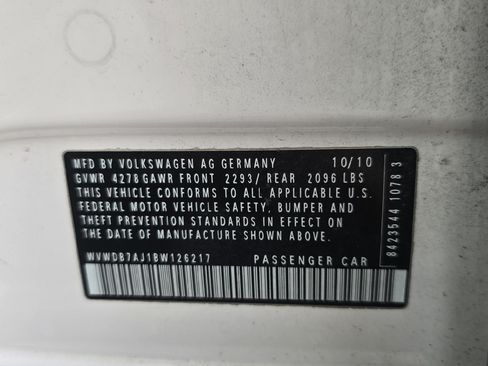 MFD BY VOLKSWAGEN AG GERMANY 10/10
GVWR 4278 GAWR FRONT 2293/ REAR 2096 LBS
THIS VEHICLE CONFORMS TO ALL APPLICABLE U.S.
FEDERAL MOTOR VEHICLE SAFETY, BUMPER AND
THEFT PREVENTION STANDARDS IN EFFECT ON
THE DATE OF MANUFACTURE SHOWN ABOVE.
WVWDB7AJ1BW126217 PASSENGER CAR
8423544 1078 3